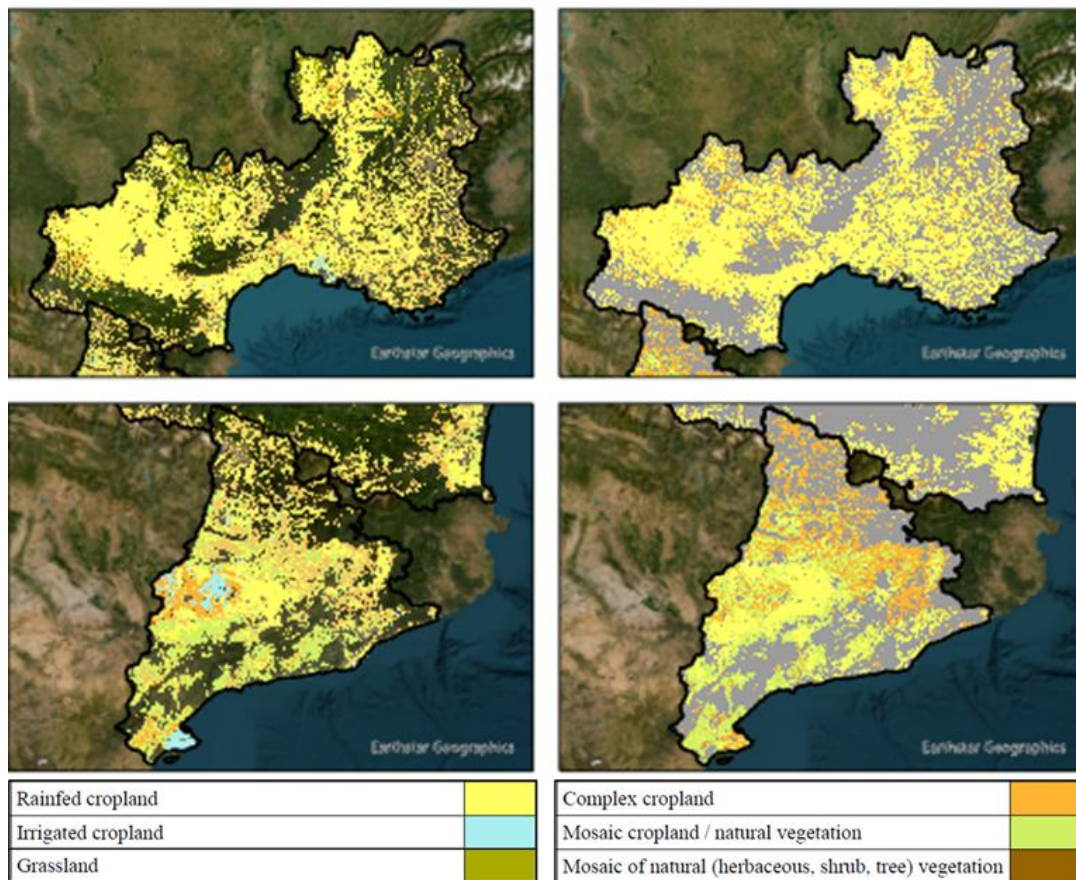 Earthstar Geographics
Earthstar Geographics
Earthstar Geographics
Earthstar Geographics
Rainfed cropland
Irrigated cropland
Grassland
Complex cropland
Mosaic cropland / natural vegetation
Mosaic of natural (herbaceous, shrub, tree) vegetation